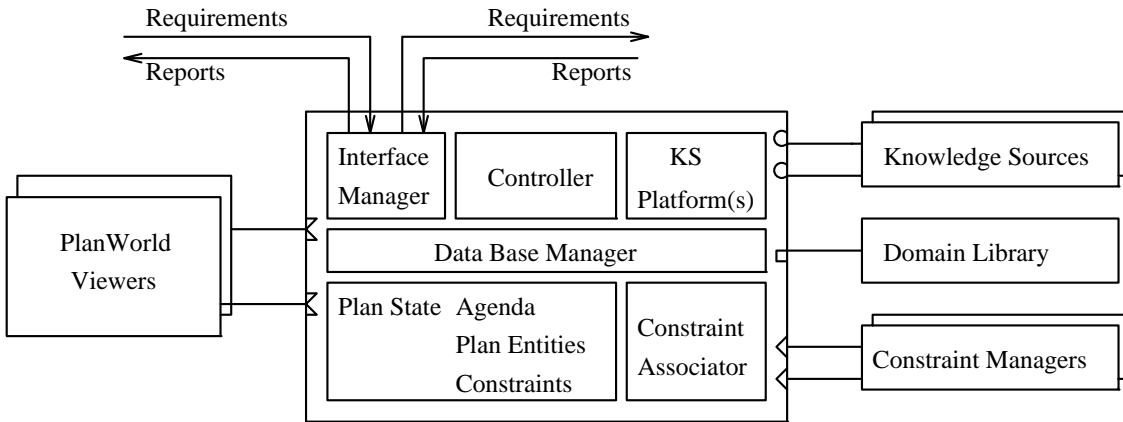 Requirements
Requirements
Reports
Reports
Interface
Manager
Controller
KS
Platform(s)
Knowledge Sources
PlanWorld
Viewers
Data Base Manager
Domain Library
Plan State
Agenda
Plan Entities
Constraints
Constraint
Associator
Constraint Managers